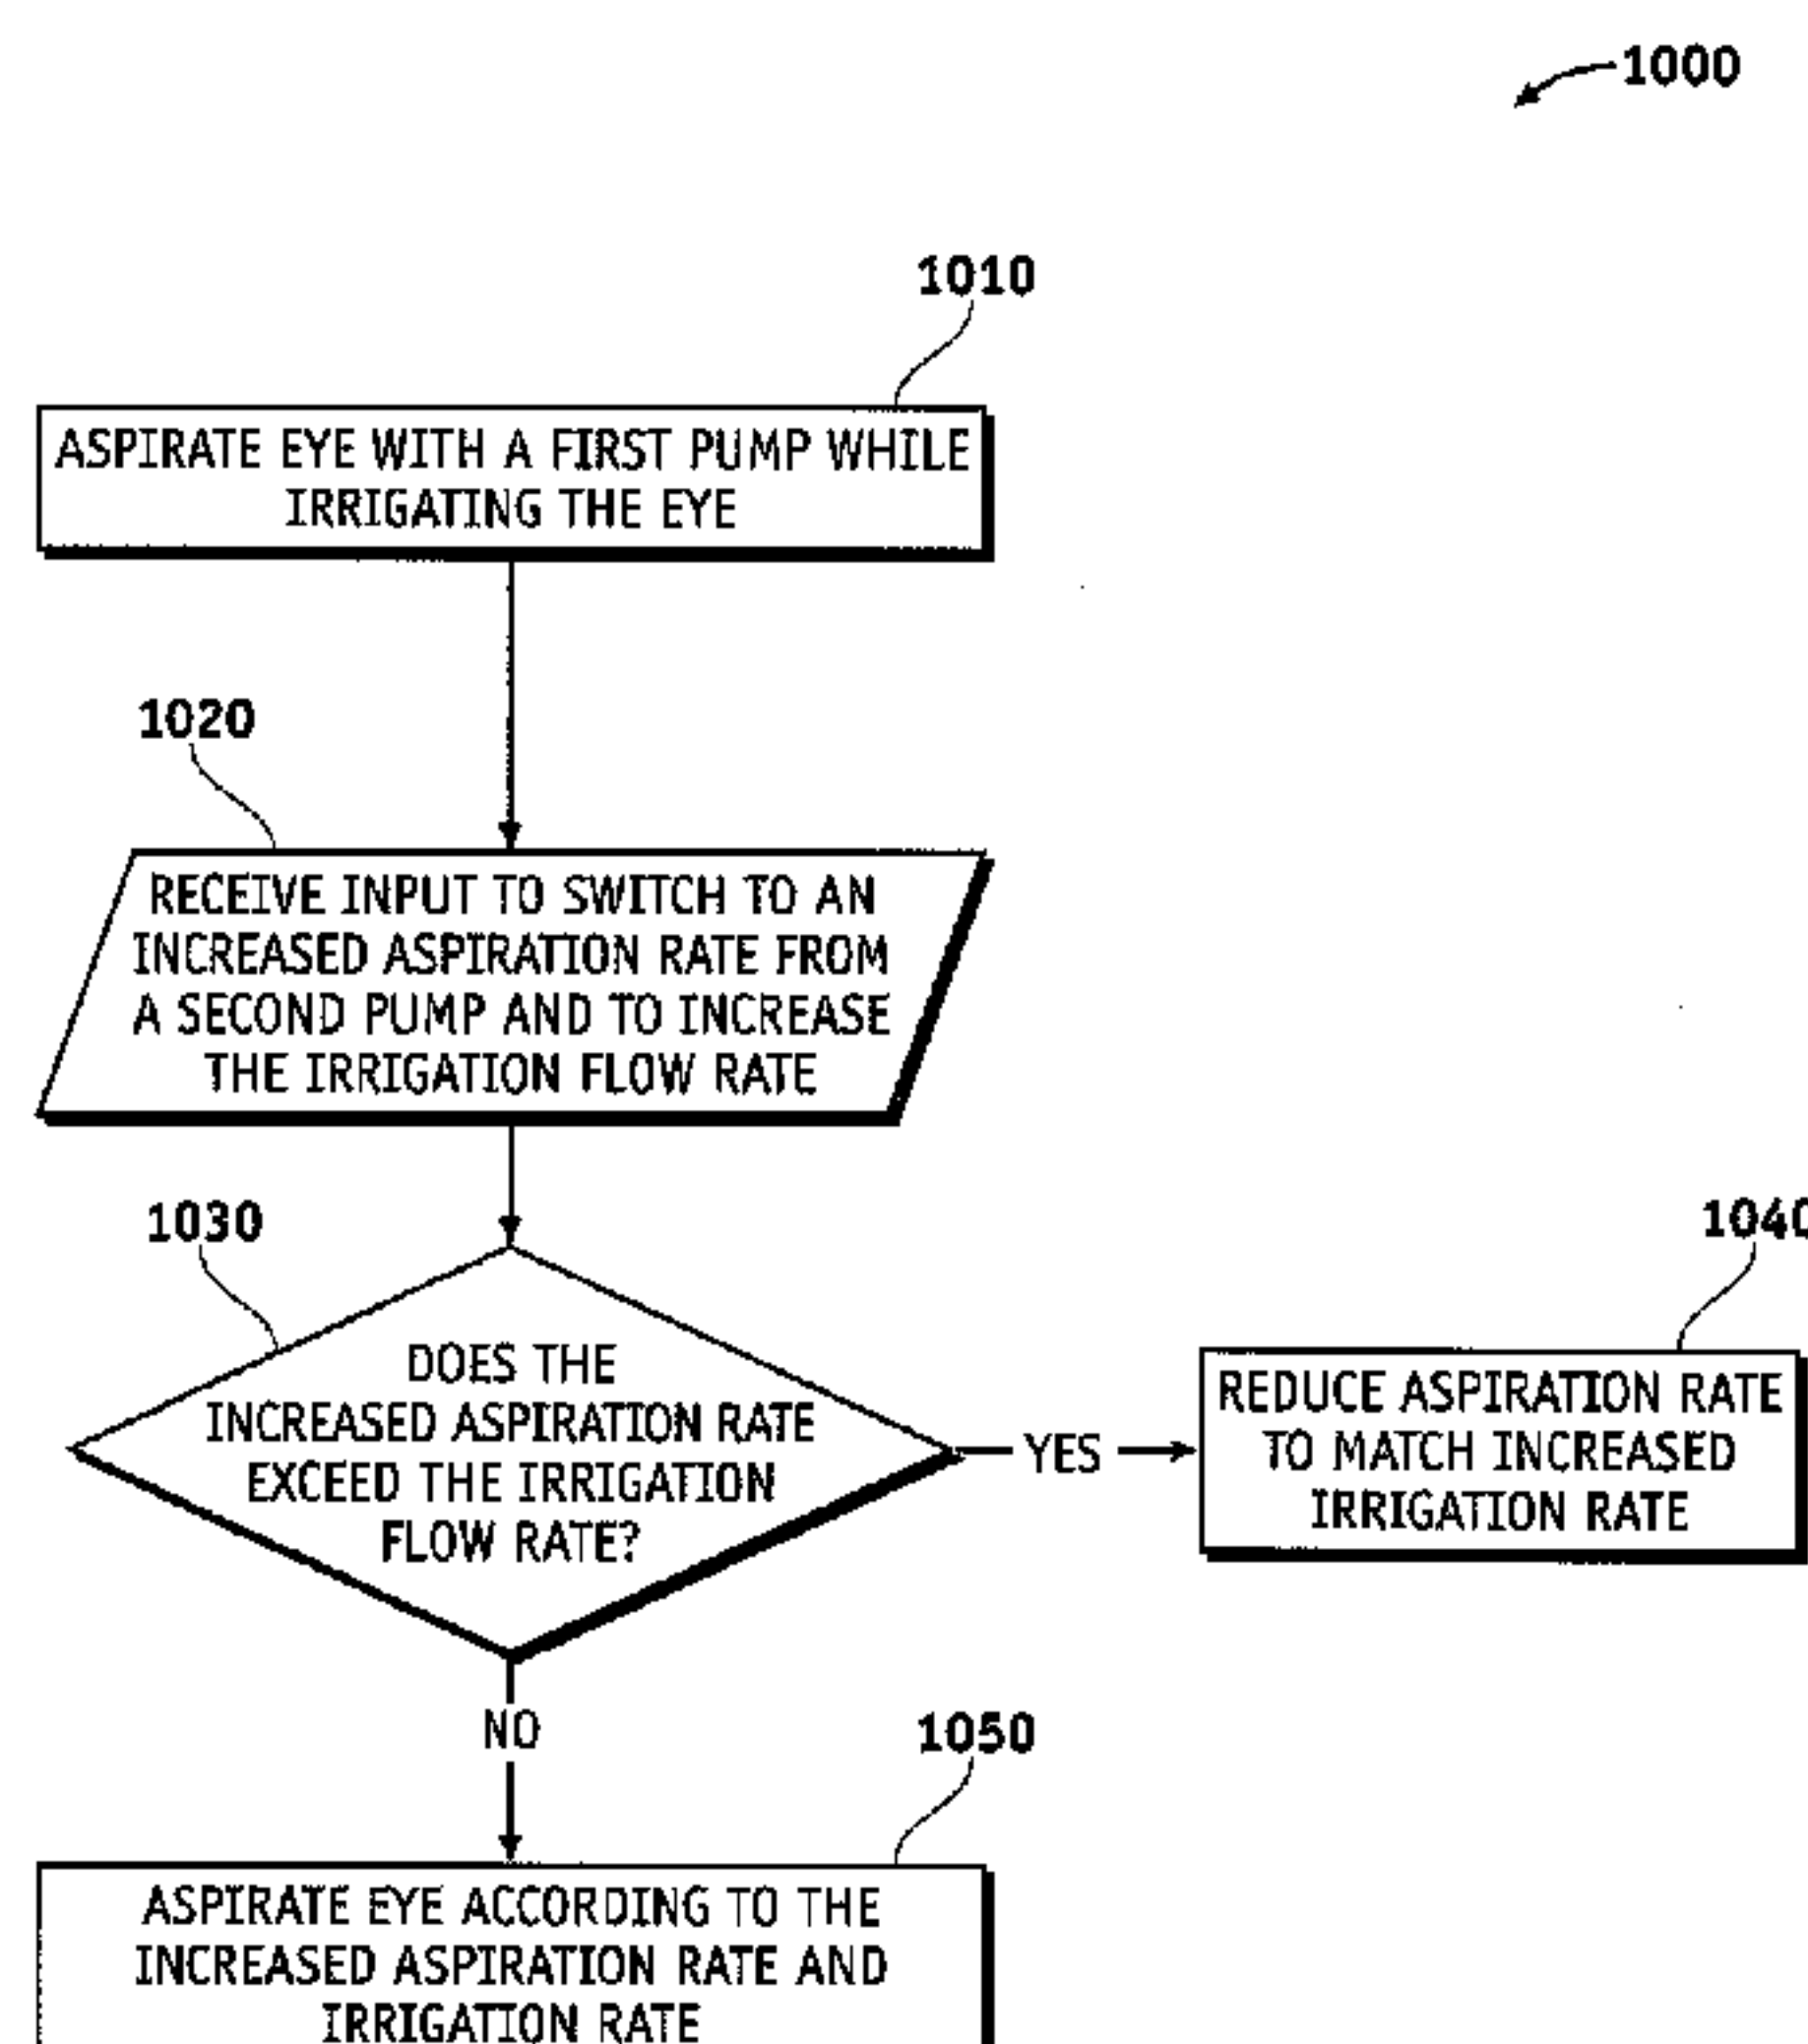 1000
1010
ASPIRATE EYE WITH A FIRST PUMP WHILE
IRRIGATING THE EYE
1020
RECEIVE INPUT TO SWITCH TO AN
INCREASED ASPIRATION RATE FROM
A SECOND PUMP AND TO INCREASE
THE IRRIGATION FLOW RATE
1030
DOES THE
INCREASED ASPIRATION RATE
EXCEED THE IRRIGATION
FLOW RATE?
YES
1040
REDUCE ASPIRATION RATE
TO MATCH INCREASED
IRRIGATION RATE
NO
1050
ASPIRATE EYE ACCORDING TO THE
INCREASED ASPIRATION RATE AND
IRRIGATION RATE